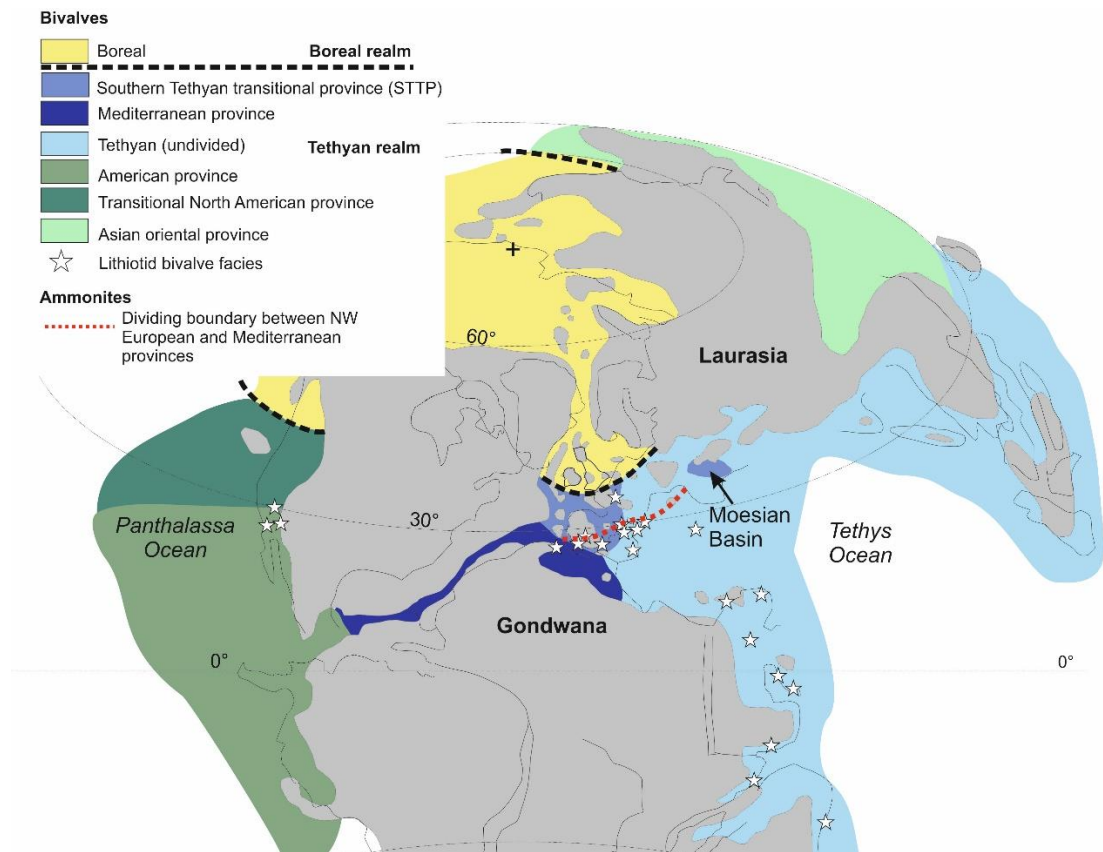 Bivalves
Boreal
Boreal realm
Southern Tethyan transitional province (STTP)
Mediterranean province
Tethyan (undivided)
Tethyan realm
American province
Transitional North American province
Asian oriental province
Lithiotid bivalve facies
Ammonites
Dividing boundary between NW
European and Mediterranean
provinces
60°
Laurasia
30°
Panthalassa
Ocean
Moesian
Basin
Tethys
Ocean
Gondwana
0°
0°